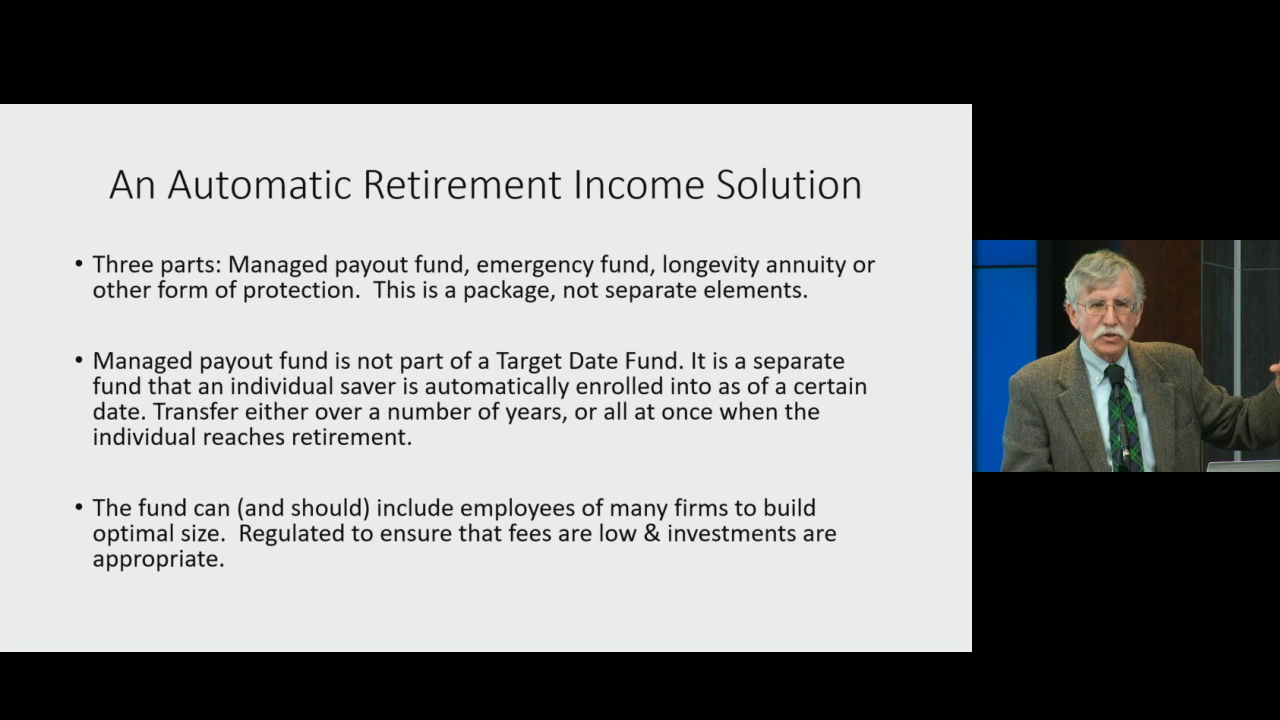 An Automatic Retirement Income Solution
• Three parts: Managed payout fund, emergency fund, longevity annuity or
other form of protection.  This is a package, not separate elements.
• Managed payout fund is not part of a Target Date Fund. It is a separate
fund that an individual saver is automatically enrolled into as of a certain
date. Transfer either over a number of years, or all at once when the
individual reaches retirement.
• The fund can (and should) include employees of many firms to build
optimal size.  Regulated to ensure that fees are low & investments are
appropriate.